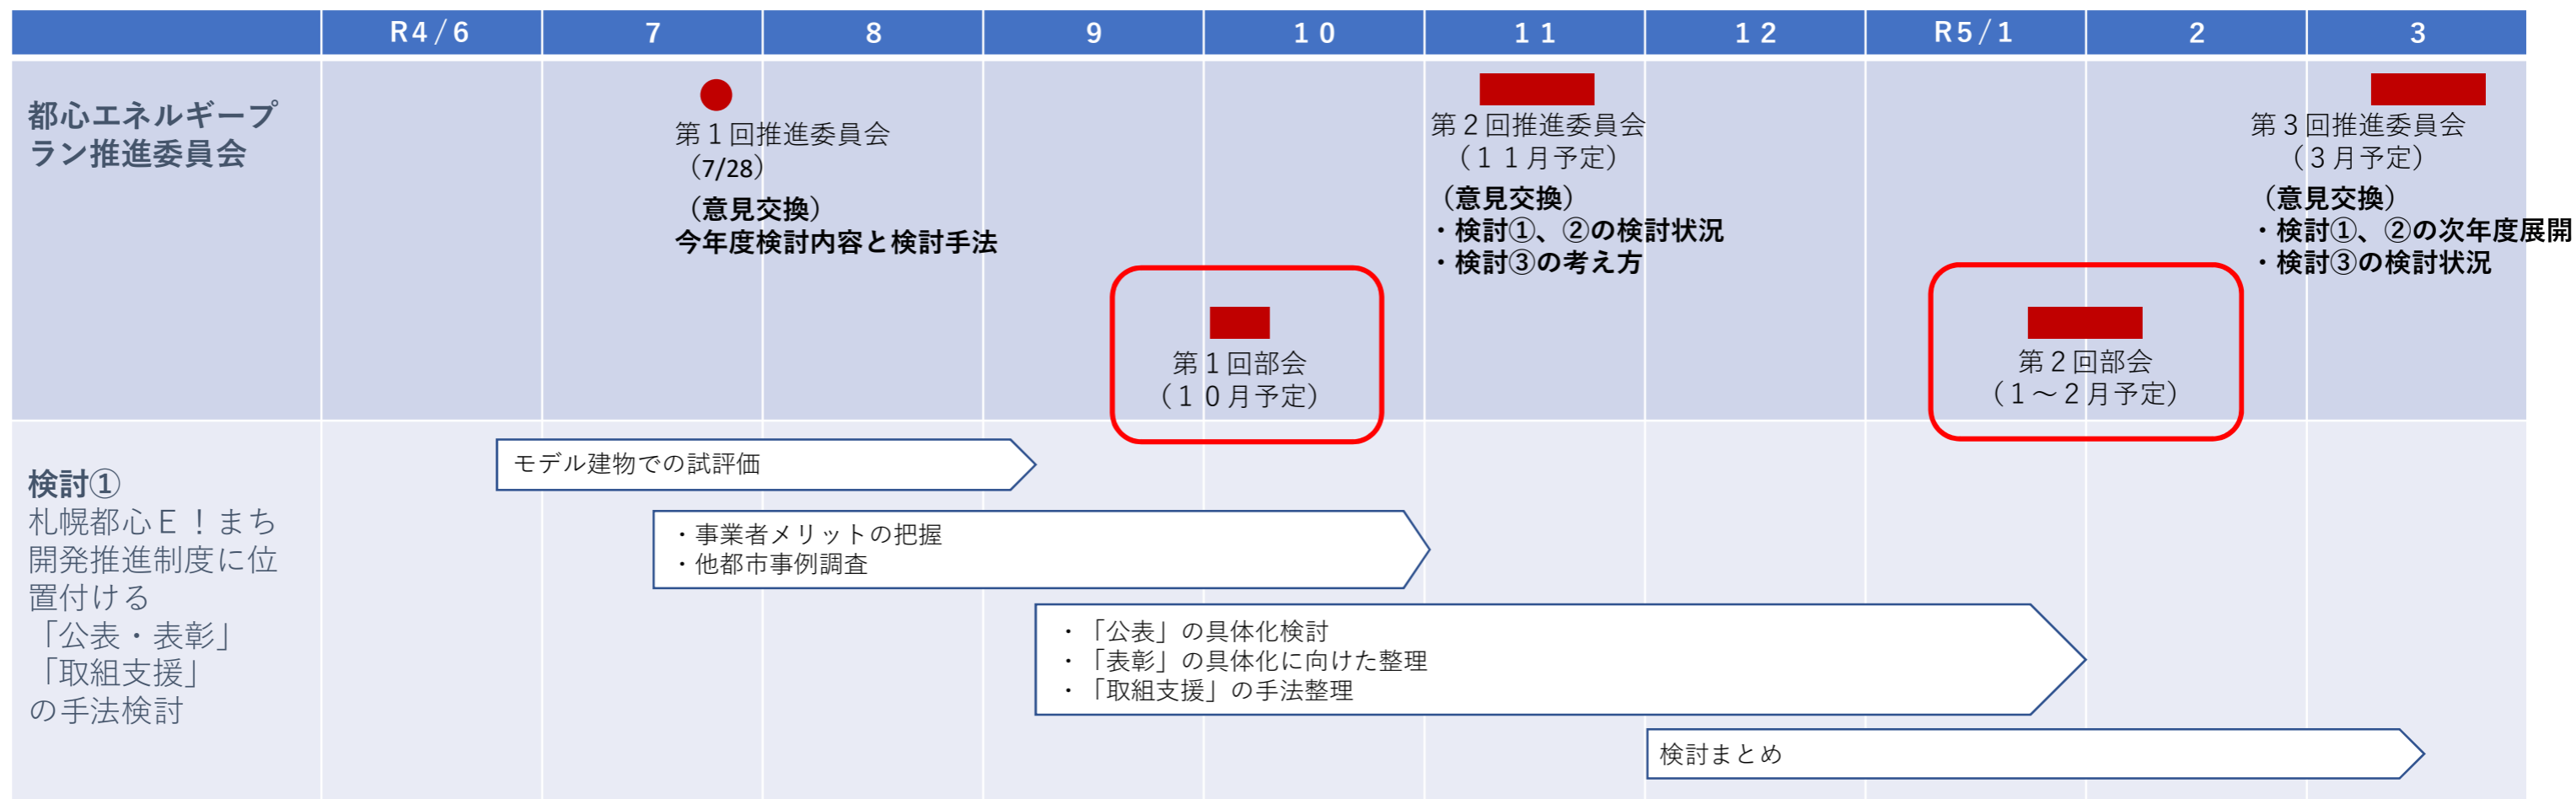 R4/6 7 8 9 10 11 12 R5/1 2 3
都心エネルギープ
ラン推進委員会
第1回推進委員会
（7/28）
（意見交換）
今年度検討内容と検討手法
第2回推進委員会
（11月予定）
（意見交換）
・検討①、②の検討状況
・検討③の考え方
第3回推進委員会
（3月予定）
（意見交換）
・検討①、②の次年度展開
・検討③の検討状況
第1回部会
（10月予定）
第2回部会
（1～2月予定）
検討①
札幌都心E！まち
開発推進制度に位
置付ける
「公表・表彰」
「取組支援」
の手法検討
モデル建物での試評価
・事業者メリットの把握
・他都市事例調査
・「公表」の具体化検討
・「表彰」の具体化に向けた整理
・「取組支援」の手法整理
検討まとめ